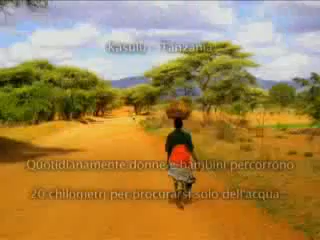 Kasulu - Tanzania
Quotidianamente donne e bambini percorrono
20 chilometri per procurarsi solo dell'acqua